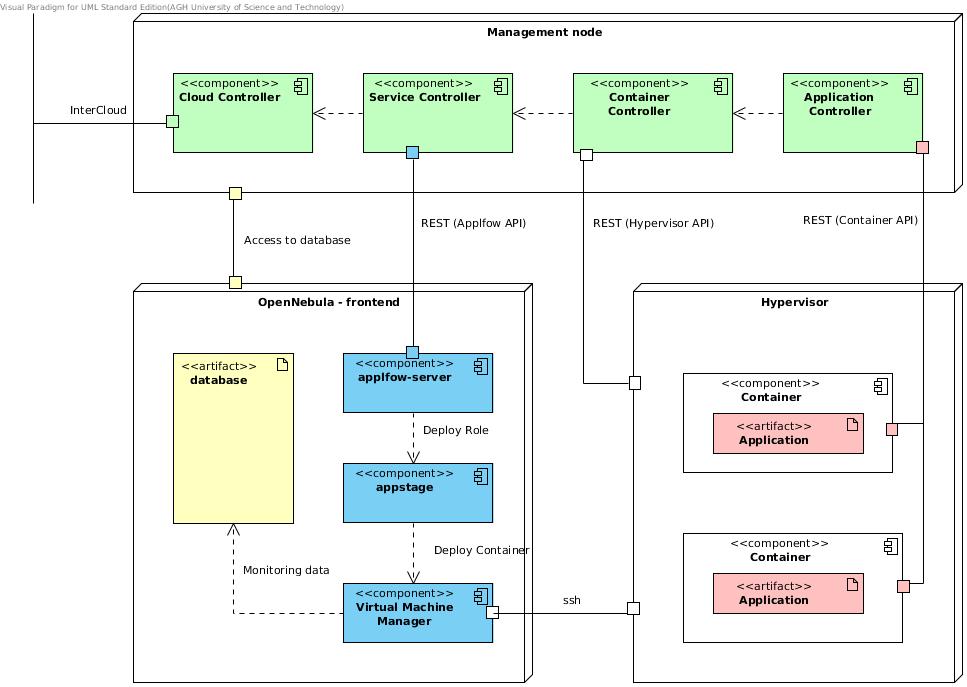 Visual Paradigm for UML Standard Edition(AGH University of Science and Technology)
Management node
<<component>>
Cloud Controller
<<component>>
Service Controller
<<component>>
Container
Controller
<<component>>
Application
Controller
InterCloud
REST (Applfow API)
REST (Hypervisor API)
REST (Container API)
Access to database
OpenNebula - frontend
Hypervisor
<<artifact>>
database
<<component>>
applfow-server
Deploy Role
<<component>>
appstage
Deploy Container
Monitoring data
<<component>>
Virtual Machine
Manager
ssh
<<component>>
Container
<<artifact>>
Application
<<component>>
Container
<<artifact>>
Application